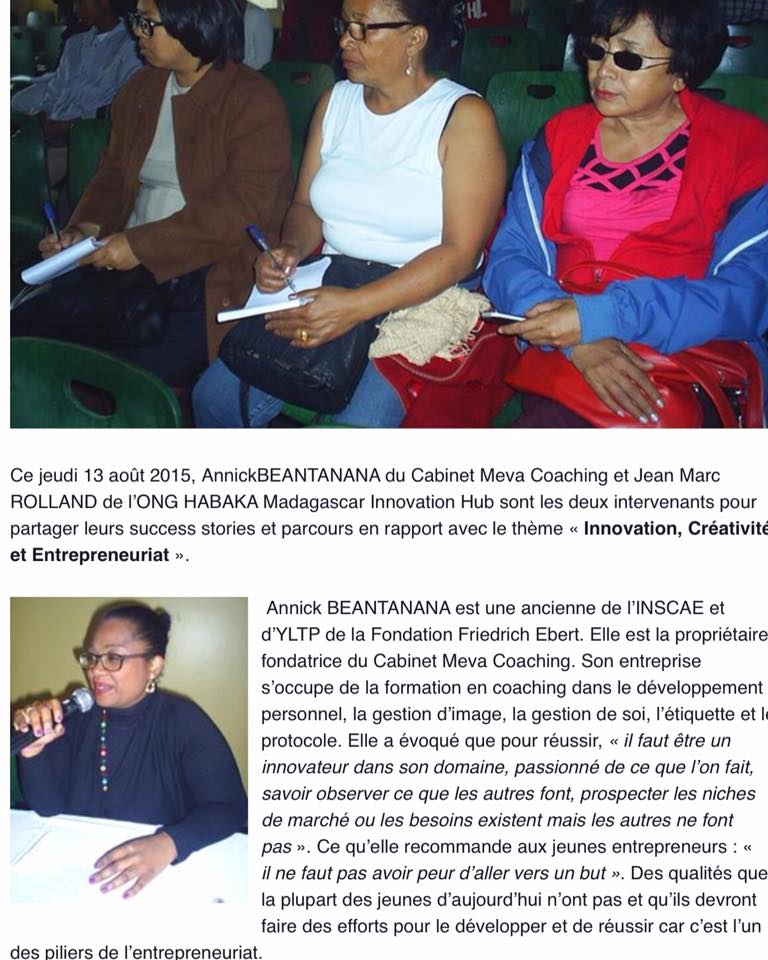 Ce jeudi 13 août 2015, AnnickBEANTANANA du Cabinet Meva Coaching et Jean Marc
ROLLAND de l'ONG HABAKA Madagascar Innovation Hub sont les deux intervenants pour
partager leurs success stories et parcours en rapport avec le thème « Innovation, Créativité
et Entrepreneuriat ».
Annick BEANTANANA est une ancienne de l'INSCAE et
d'YLTP de la Fondation Friedrich Ebert. Elle est la propriétaire
fondatrice du Cabinet Meva Coaching. Son entreprise
s'occupe de la formation en coaching dans le développement
personnel, la gestion d'image, la gestion de soi, l'étiquette et le
protocole. Elle a évoqué que pour réussir, « il faut être un
innovateur dans son domaine, passionné de ce que l'on fait,
savoir observer ce que les autres font, prospecter les niches
de marché ou les besoins existent mais les autres ne font
pas ». Ce qu'elle recommande aux jeunes entrepreneurs : «
il ne faut pas avoir peur d'aller vers un but ». Des qualités que
la plupart des jeunes d'aujourd'hui n'ont pas et qu'ils devront
faire des efforts pour le développer et de réussir car c'est l'un
des piliers de l'entrepreneuriat.